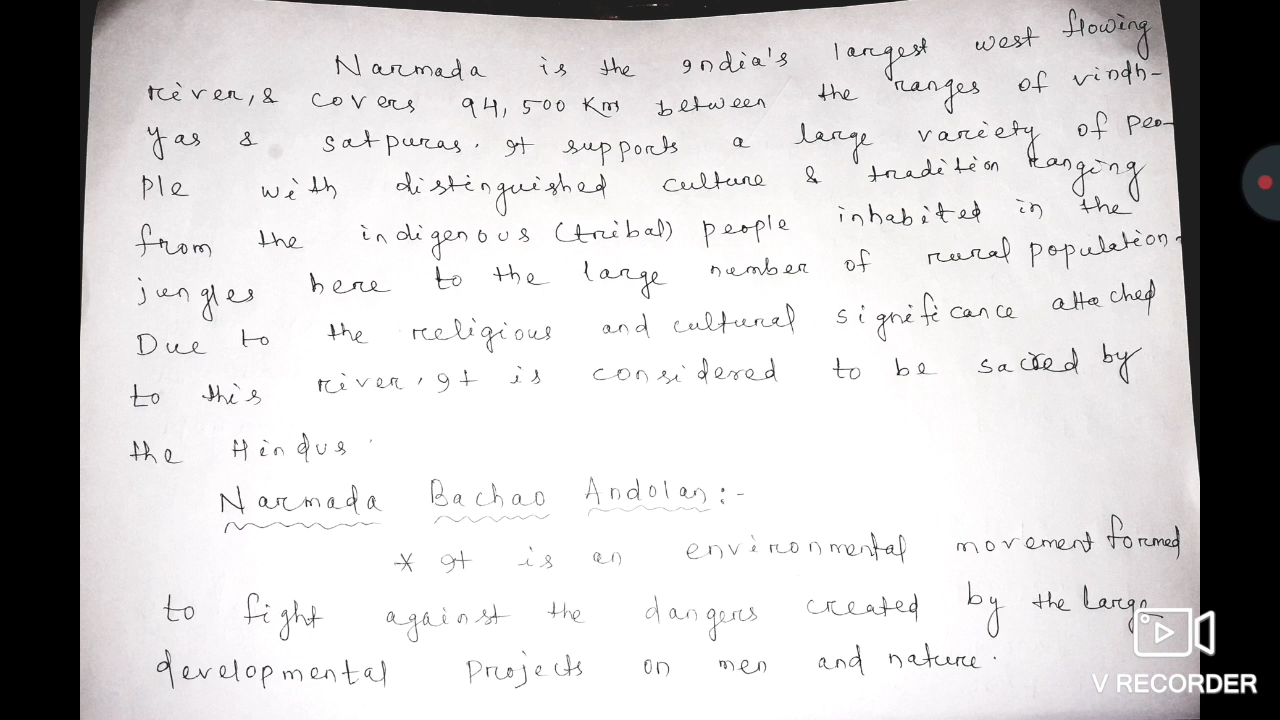 Narmada is the India's largest west flowing
river, & covers 94,500 Km between the ranges of vindh-
yas & satpuras. It supports a large variety of peo-
ple with distinguished culture & tradition ranging
from the indigenous (tribal) people inhabited in the
jungles here to the large number of rural population.
Due to the religious and cultural significance attached
to this river, It is considered to be sacred by
the Hindus.
Narmada Bachao Andolan:-
* It is an environmental movement formed
to fight against the dangers created by the large
developmental projects on men and nature.
V RECORDER